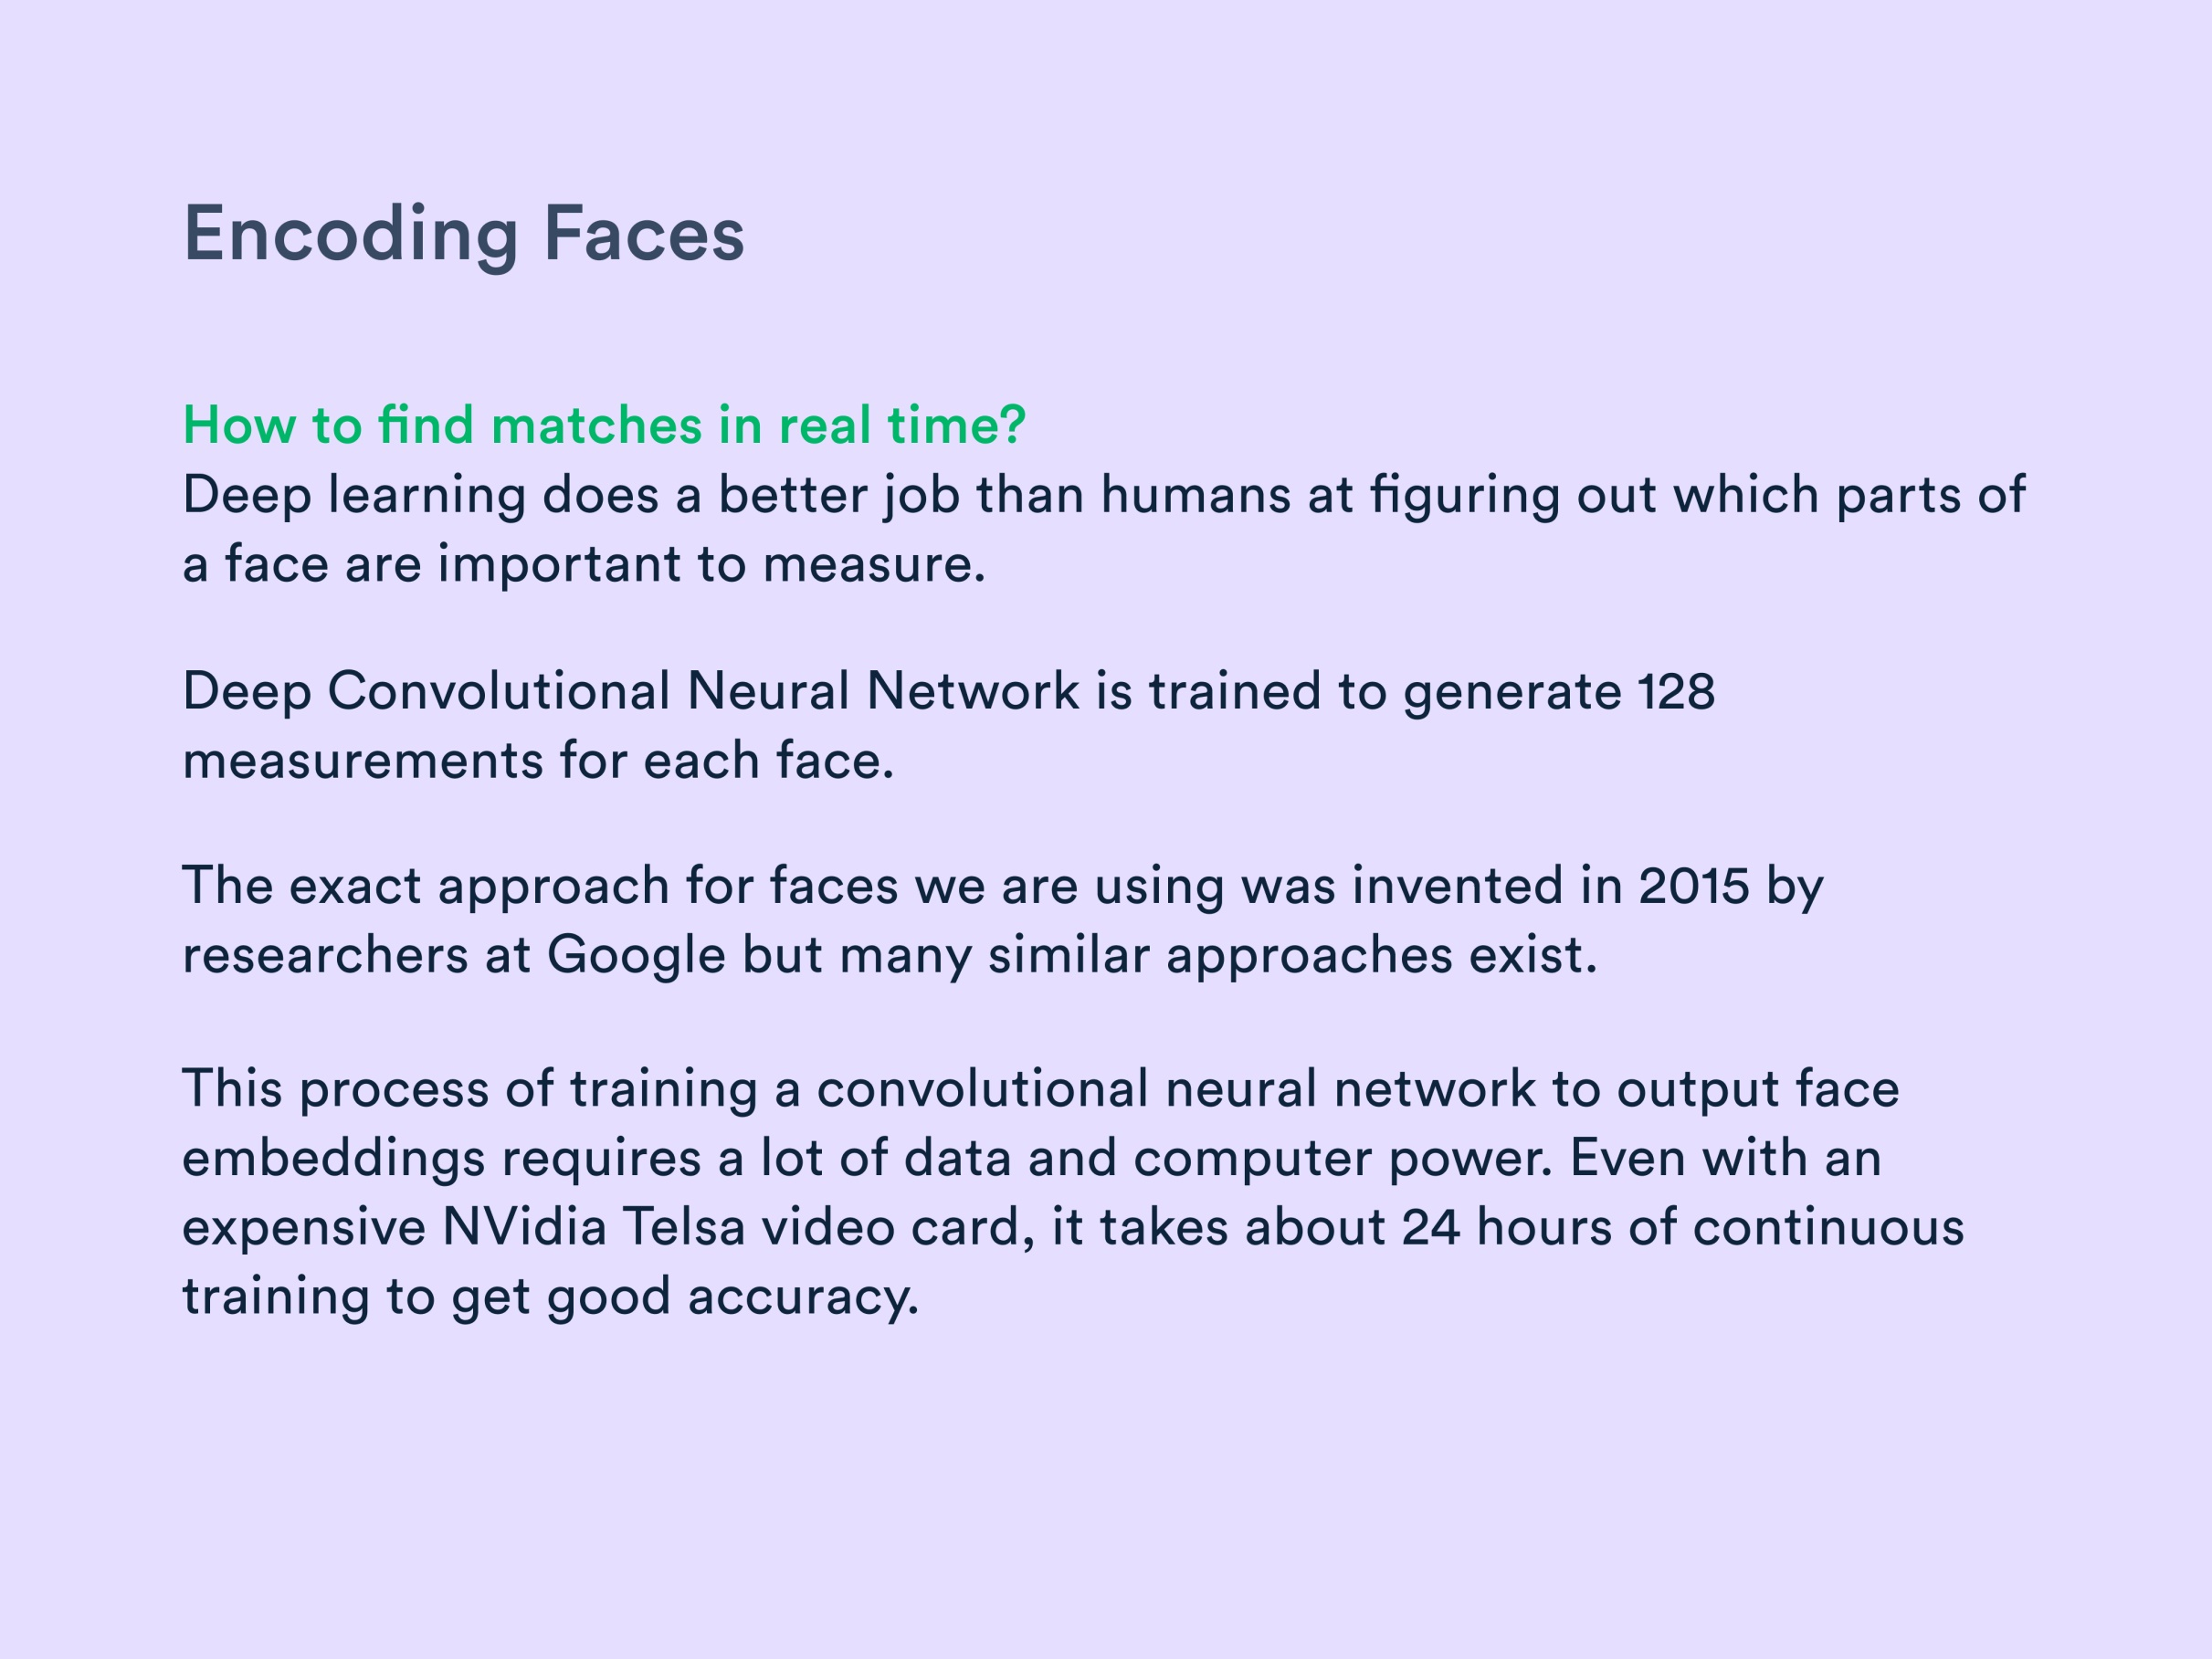 Encoding Faces
How to find matches in real time?
Deep learning does a better job than humans at figuring out which parts of
a face are important to measure.
Deep Convolutional Neural Network is trained to generate 128
measurements for each face.
The exact approach for faces we are using was invented in 2015 by
researchers at Google but many similar approaches exist.
This process of training a convolutional neural network to output face
embeddings requires a lot of data and computer power. Even with an
expensive NVidia Telsa video card, it takes about 24 hours of continuous
training to get good accuracy.